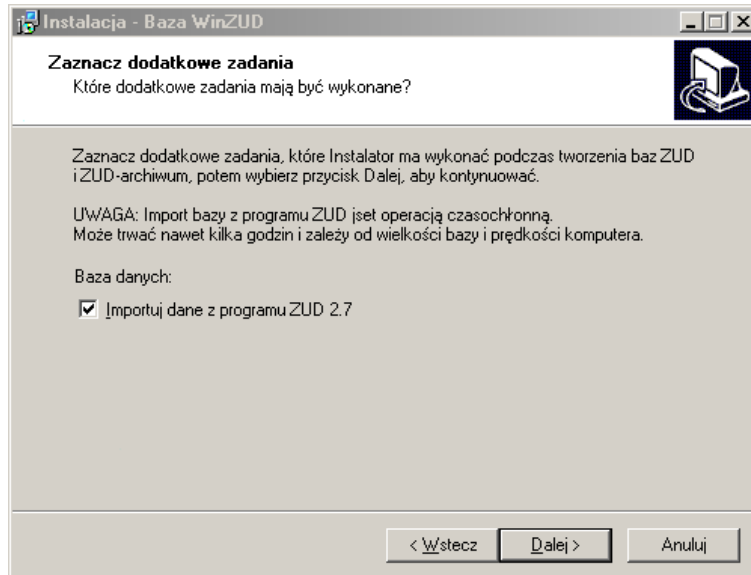 Instalacja - Baza WinZUD
Zaznacz dodatkowe zadania
Które dodatkowe zadania mają być wykonane?
Zaznacz dodatkowe zadania, które Instalator ma wykonać podczas tworzenia baz ZUD
i ZUD-archiwum, potem wybierz przycisk Dalej, aby kontynuować.
UWAGA: Import bazy z programu ZUD jset operacją czasochłonną.
Może trwać nawet kilka godzin i zależy od wielkości bazy i prędkości komputera.
Baza danych:
Importuj dane z programu ZUD 2.7
< Wstecz Dalej > Anuluj